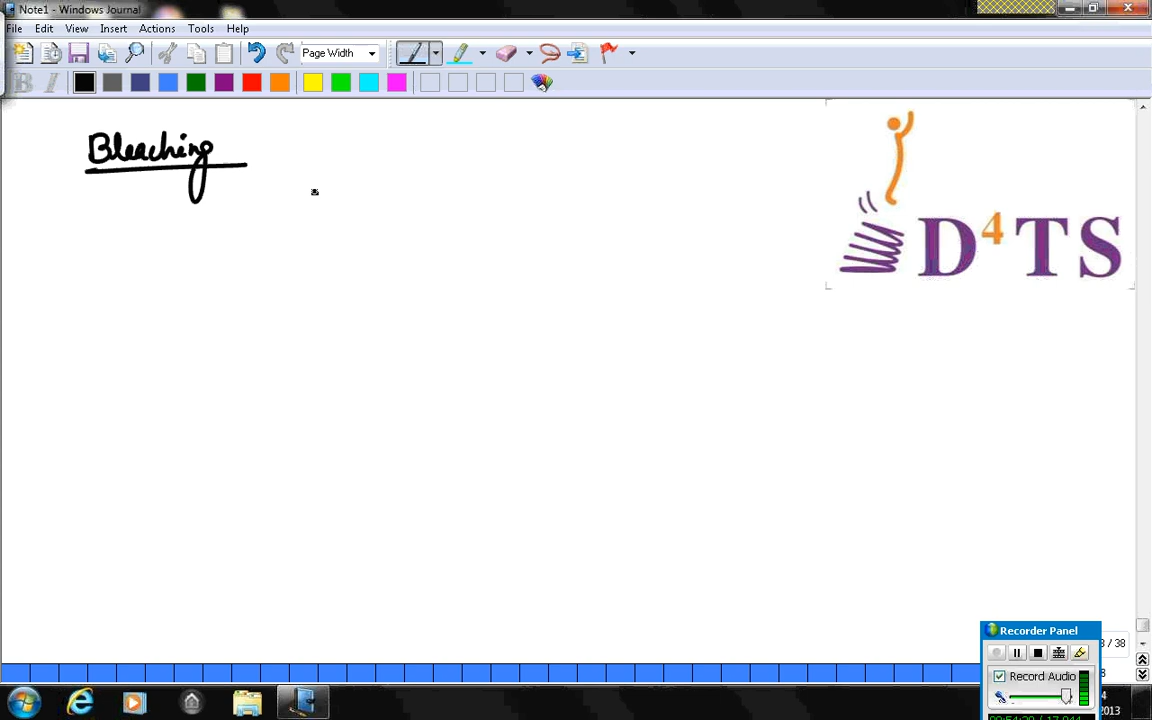 Note1 - Windows Journal
File Edit View Insert Actions Tools Help
Page Width
B I
Bleaching
D4TS
Recorder Panel
/ 38
Record Audio
2013